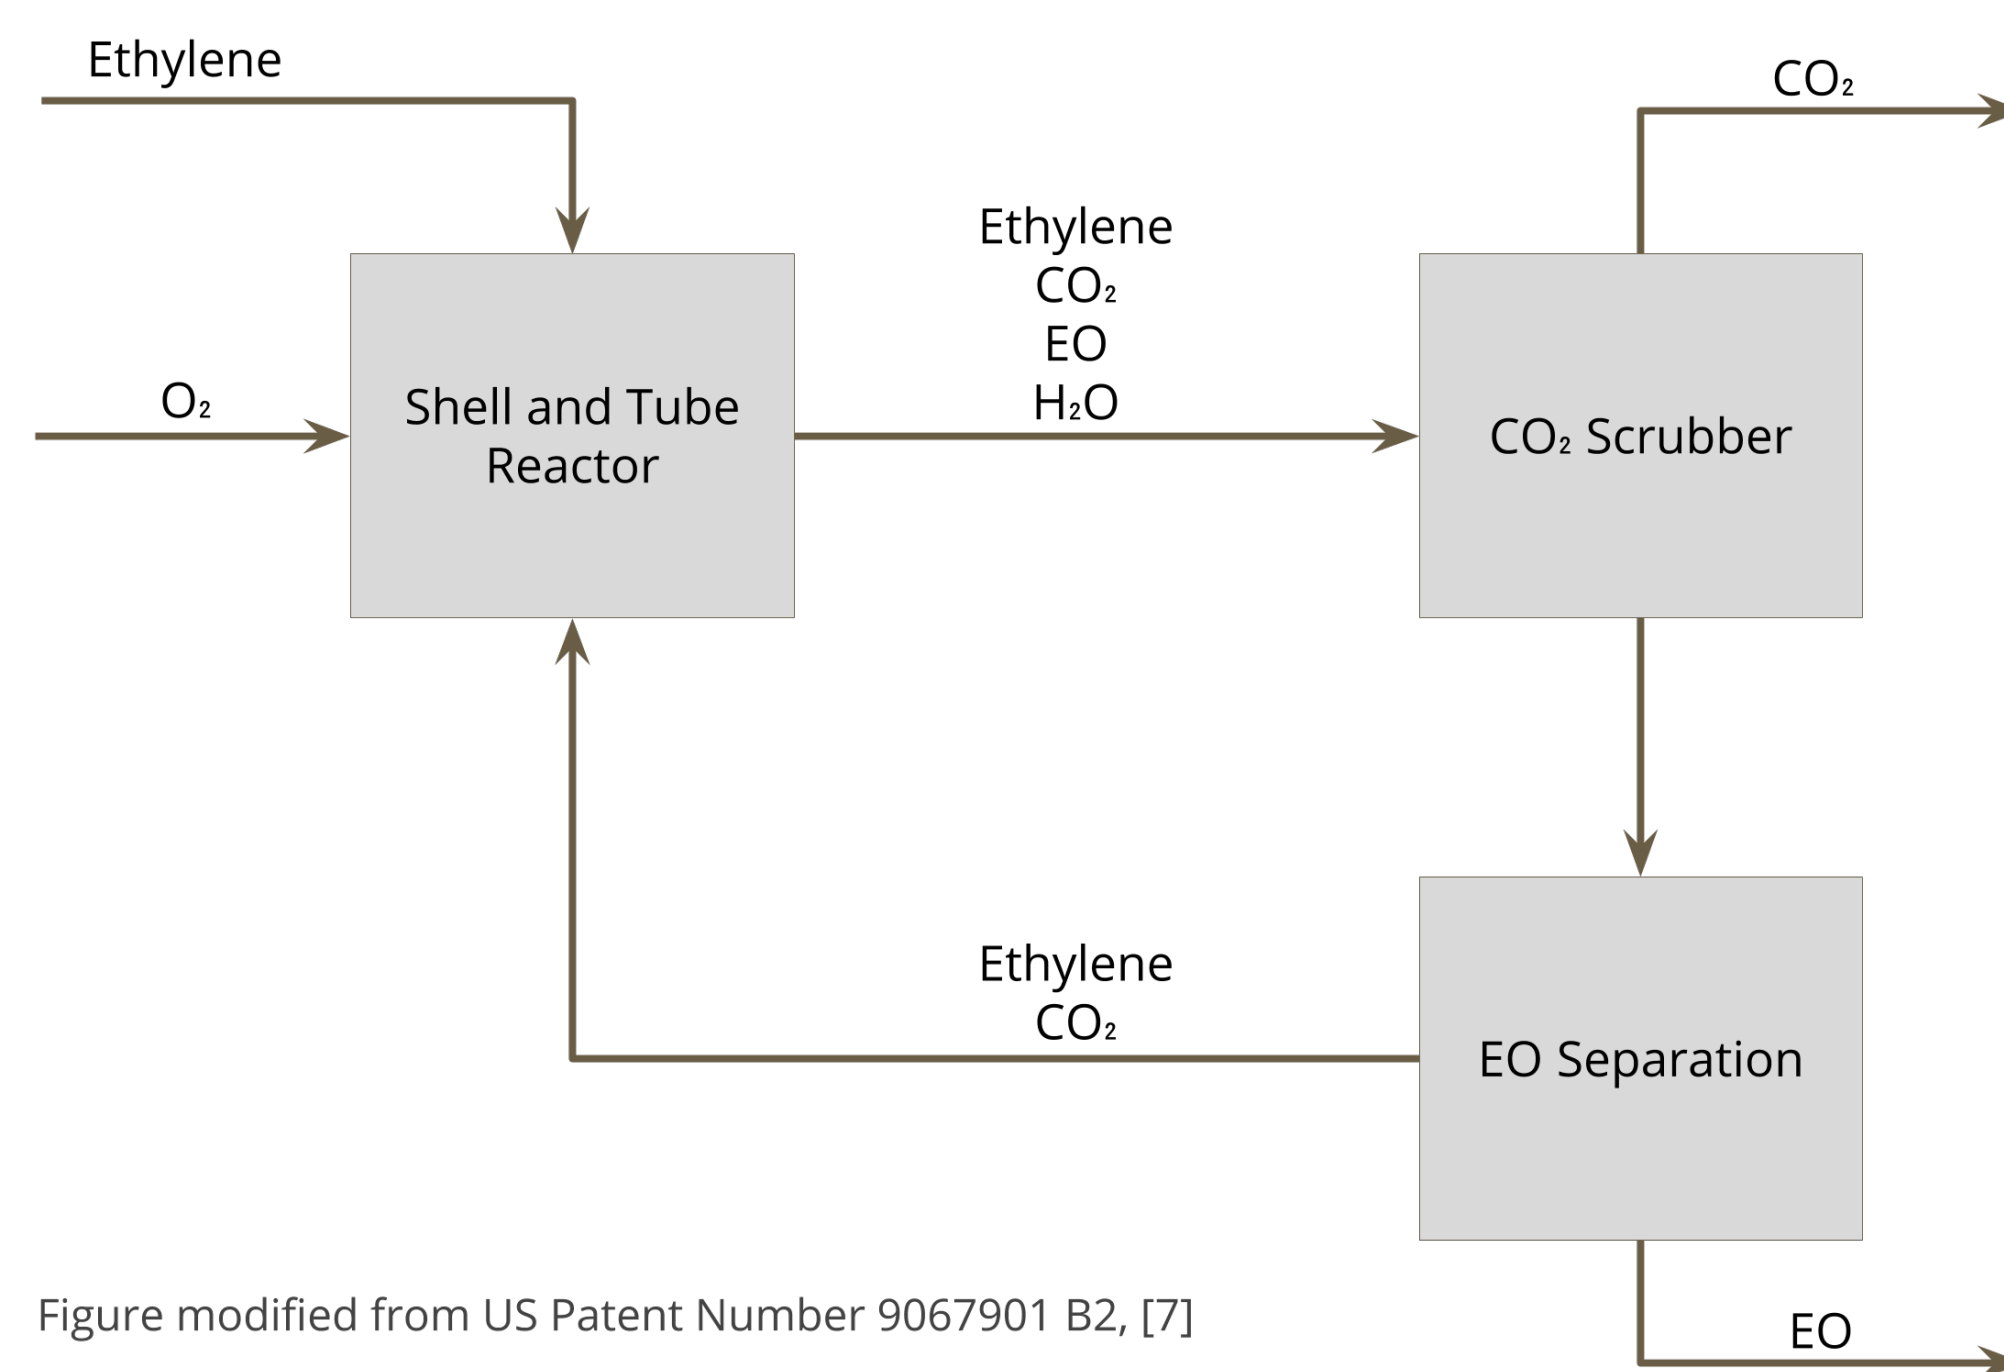 Ethylene
CO₂
Ethylene
CO₂
EO
H₂O
O₂
Shell and Tube
Reactor
CO₂ Scrubber
Ethylene
CO₂
EO Separation
Figure modified from US Patent Number 9067901 B2, [7]
EO